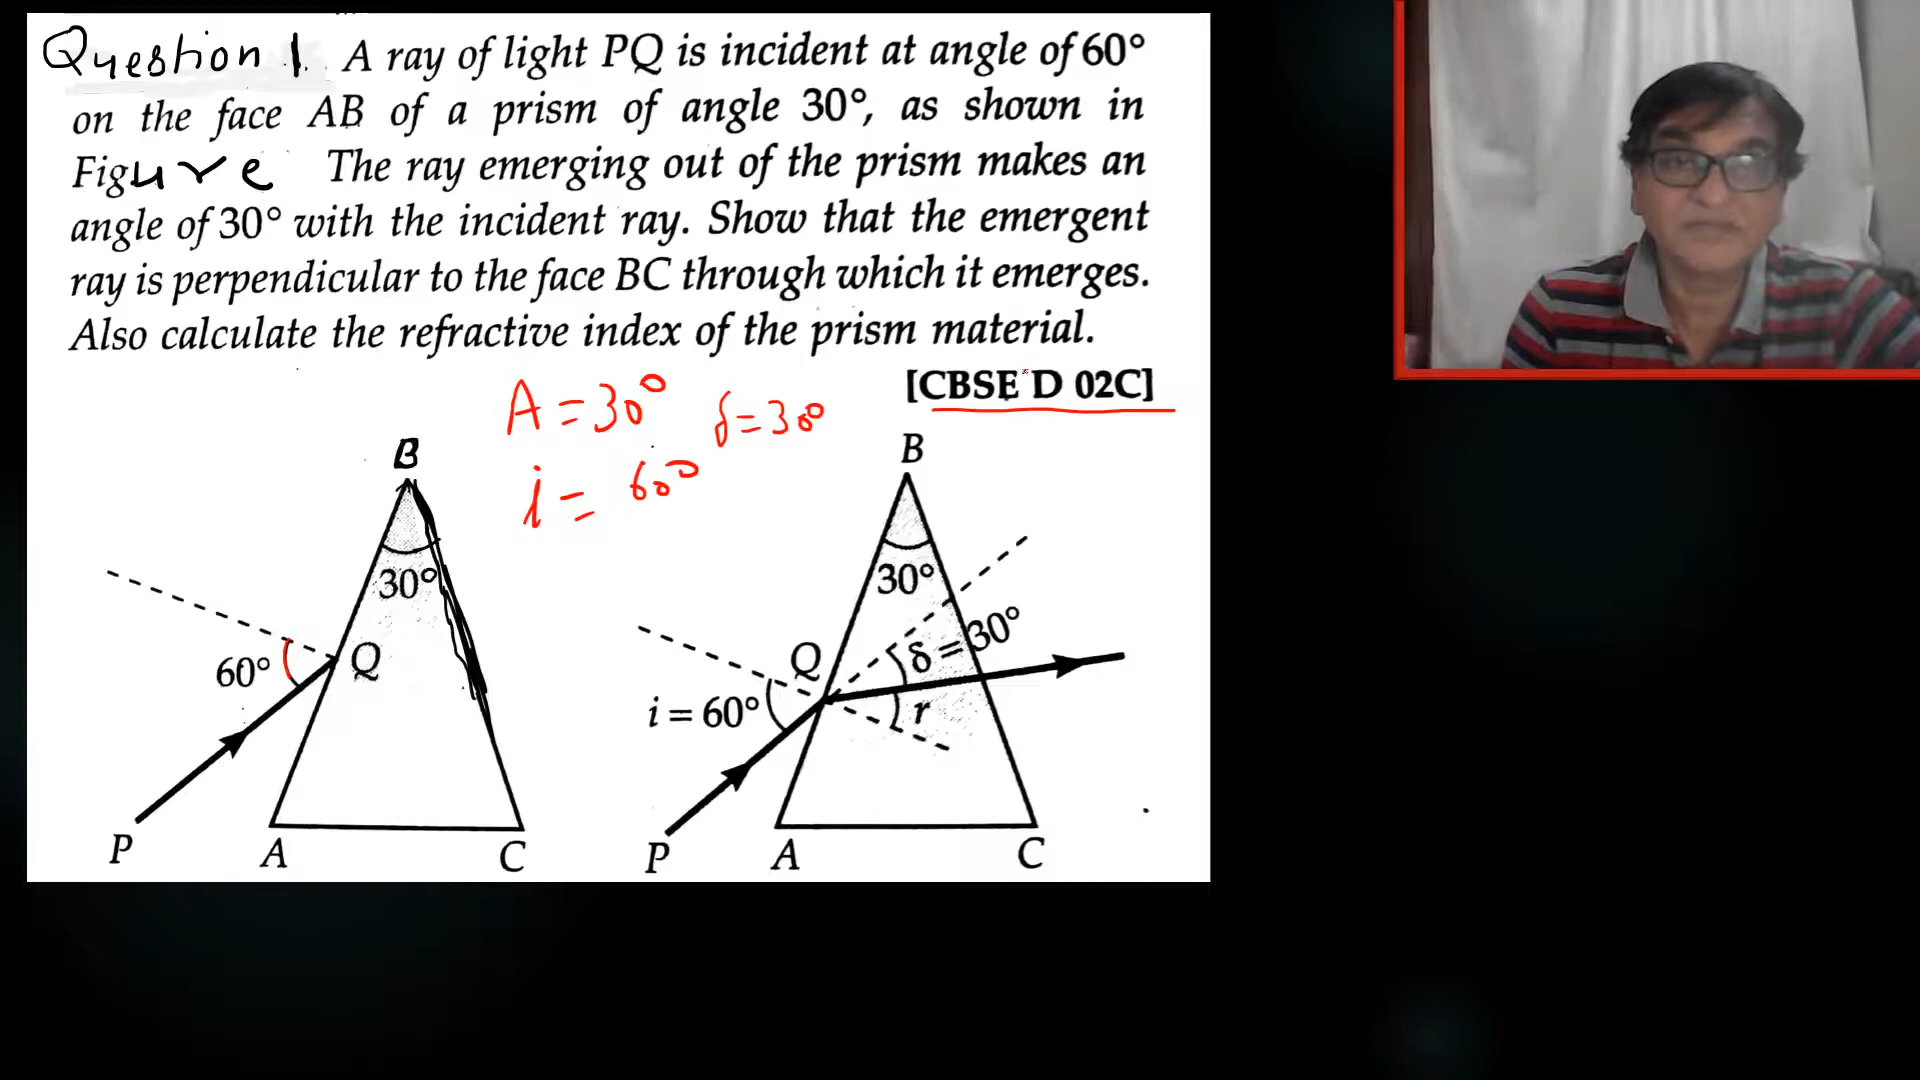 Question 1. A ray of light PQ is incident at angle of 60°
on the face AB of a prism of angle 30°, as shown in
Figure The ray emerging out of the prism makes an
angle of 30° with the incident ray. Show that the emergent
ray is perpendicular to the face BC through which it emerges.
Also calculate the refractive index of the prism material.
[CBSE D 02C]
A = 30° δ = 30°
i = 60°
B
30°
60°
Q
P
A
C
B
30°
δ = 30°
Q
i = 60°
r
P
A
C